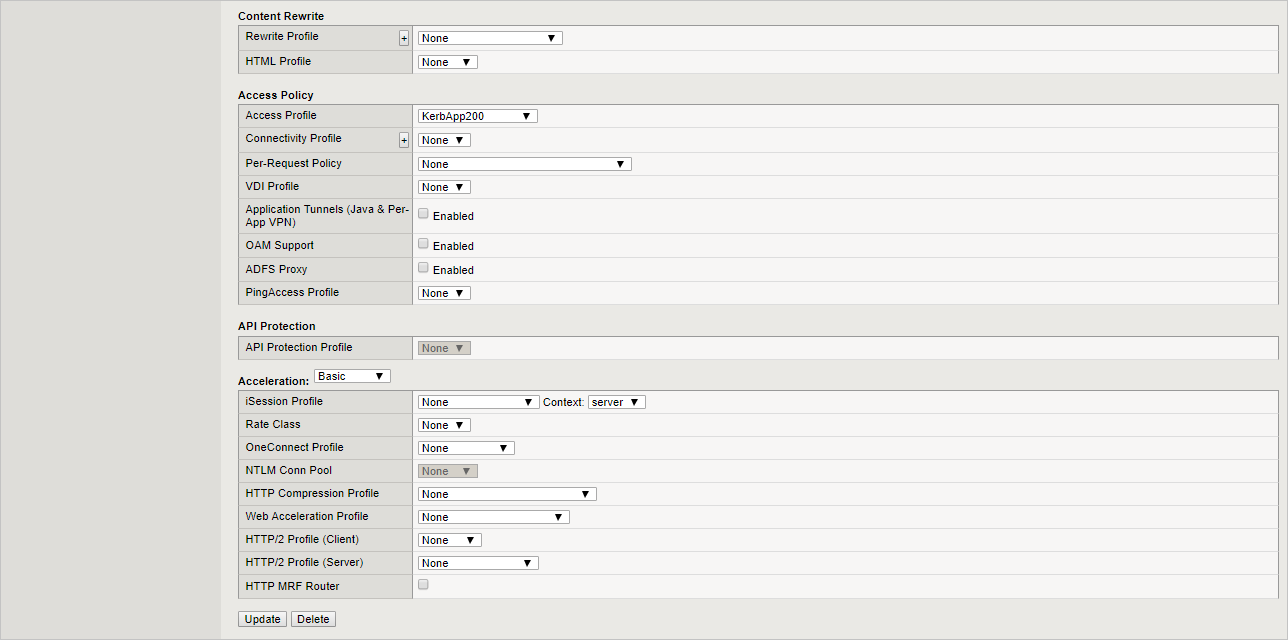 Content Rewrite
Rewrite Profile + None
HTML Profile None
Access Policy
Access Profile KerbApp200
Connectivity Profile + None
Per-Request Policy None
VDI Profile None
Application Tunnels (Java & Per-
App VPN) Enabled
OAM Support Enabled
ADFS Proxy Enabled
PingAccess Profile None
API Protection
API Protection Profile None
Acceleration: Basic
iSession Profile None Context: server
Rate Class None
OneConnect Profile None
NTLM Conn Pool None
HTTP Compression Profile None
Web Acceleration Profile None
HTTP/2 Profile (Client) None
HTTP/2 Profile (Server) None
HTTP MRF Router
Update Delete